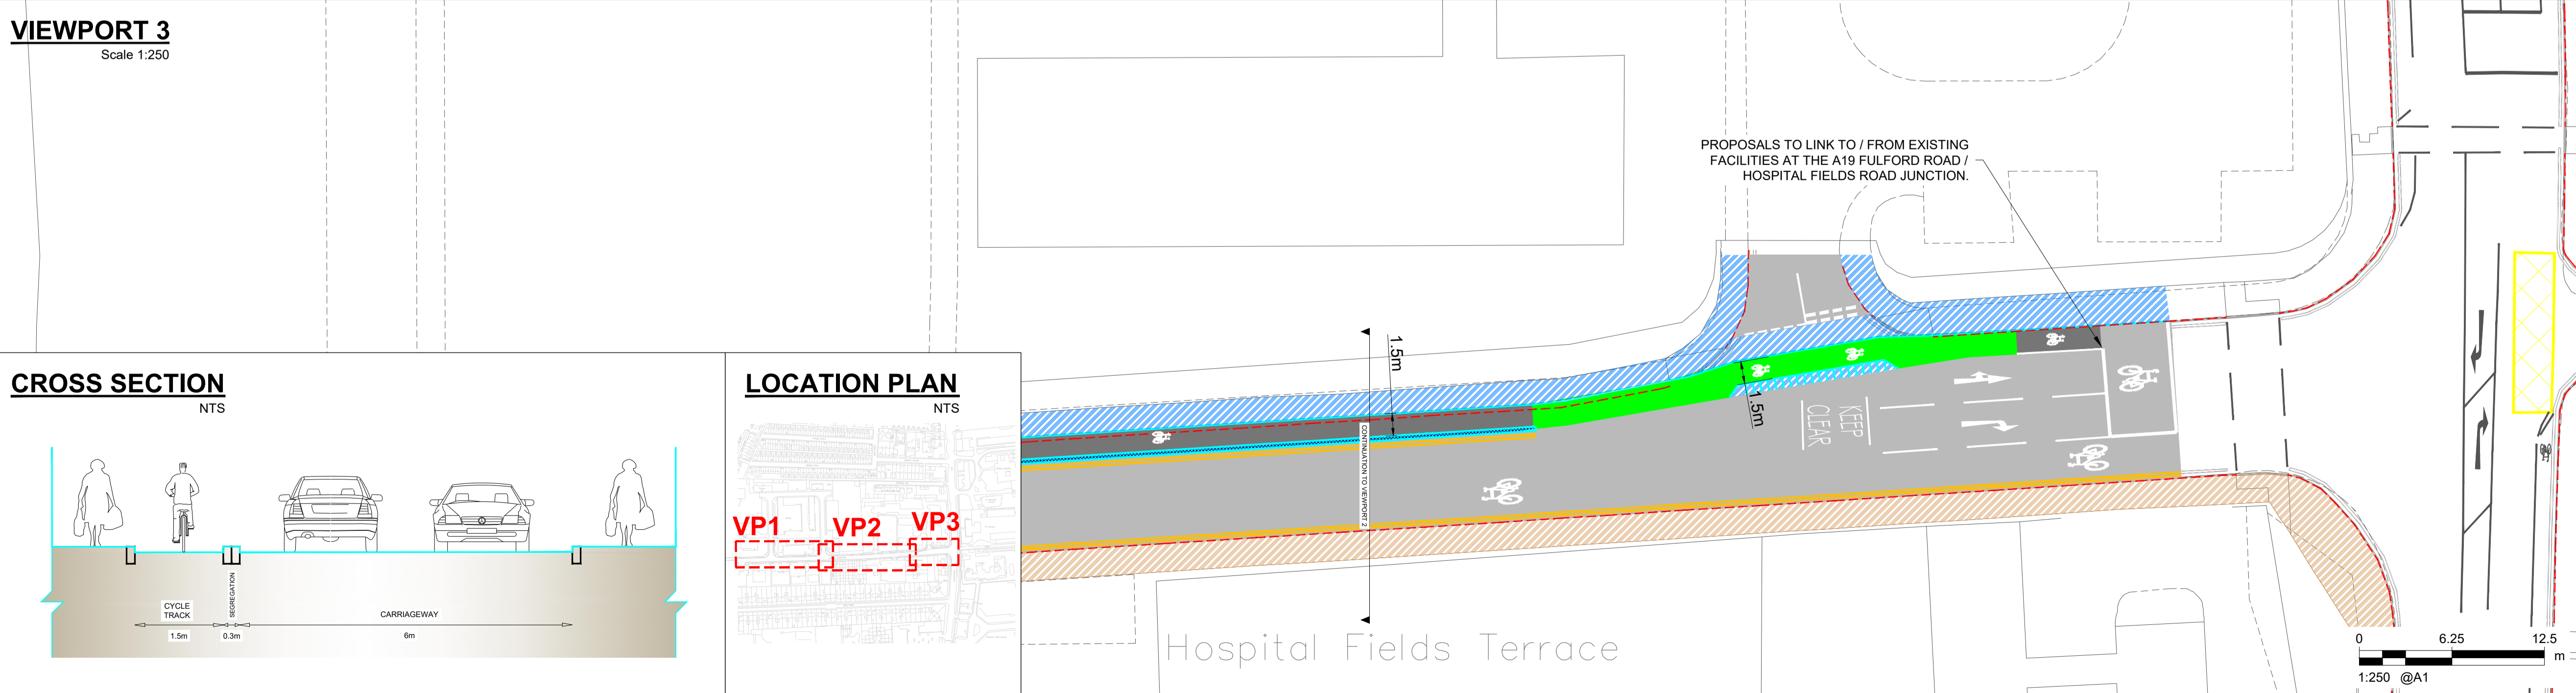 VIEWPORT 3
Scale 1:250
PROPOSALS TO LINK TO / FROM EXISTING
FACILITIES AT THE A19 FULFORD ROAD /
HOSPITAL FIELDS ROAD JUNCTION.
1.5m
1.5m
CONTINUATION TO VIEWPORT 2
KEEP
CLEAR
CROSS SECTION
NTS
CYCLE
TRACK
SEGREGATION
CARRIAGEWAY
1.5m
0.3m
6m
LOCATION PLAN
NTS
VP1
VP2
VP3
Hospital Fields Terrace
0
6.25
12.5
m
1:250 @A1